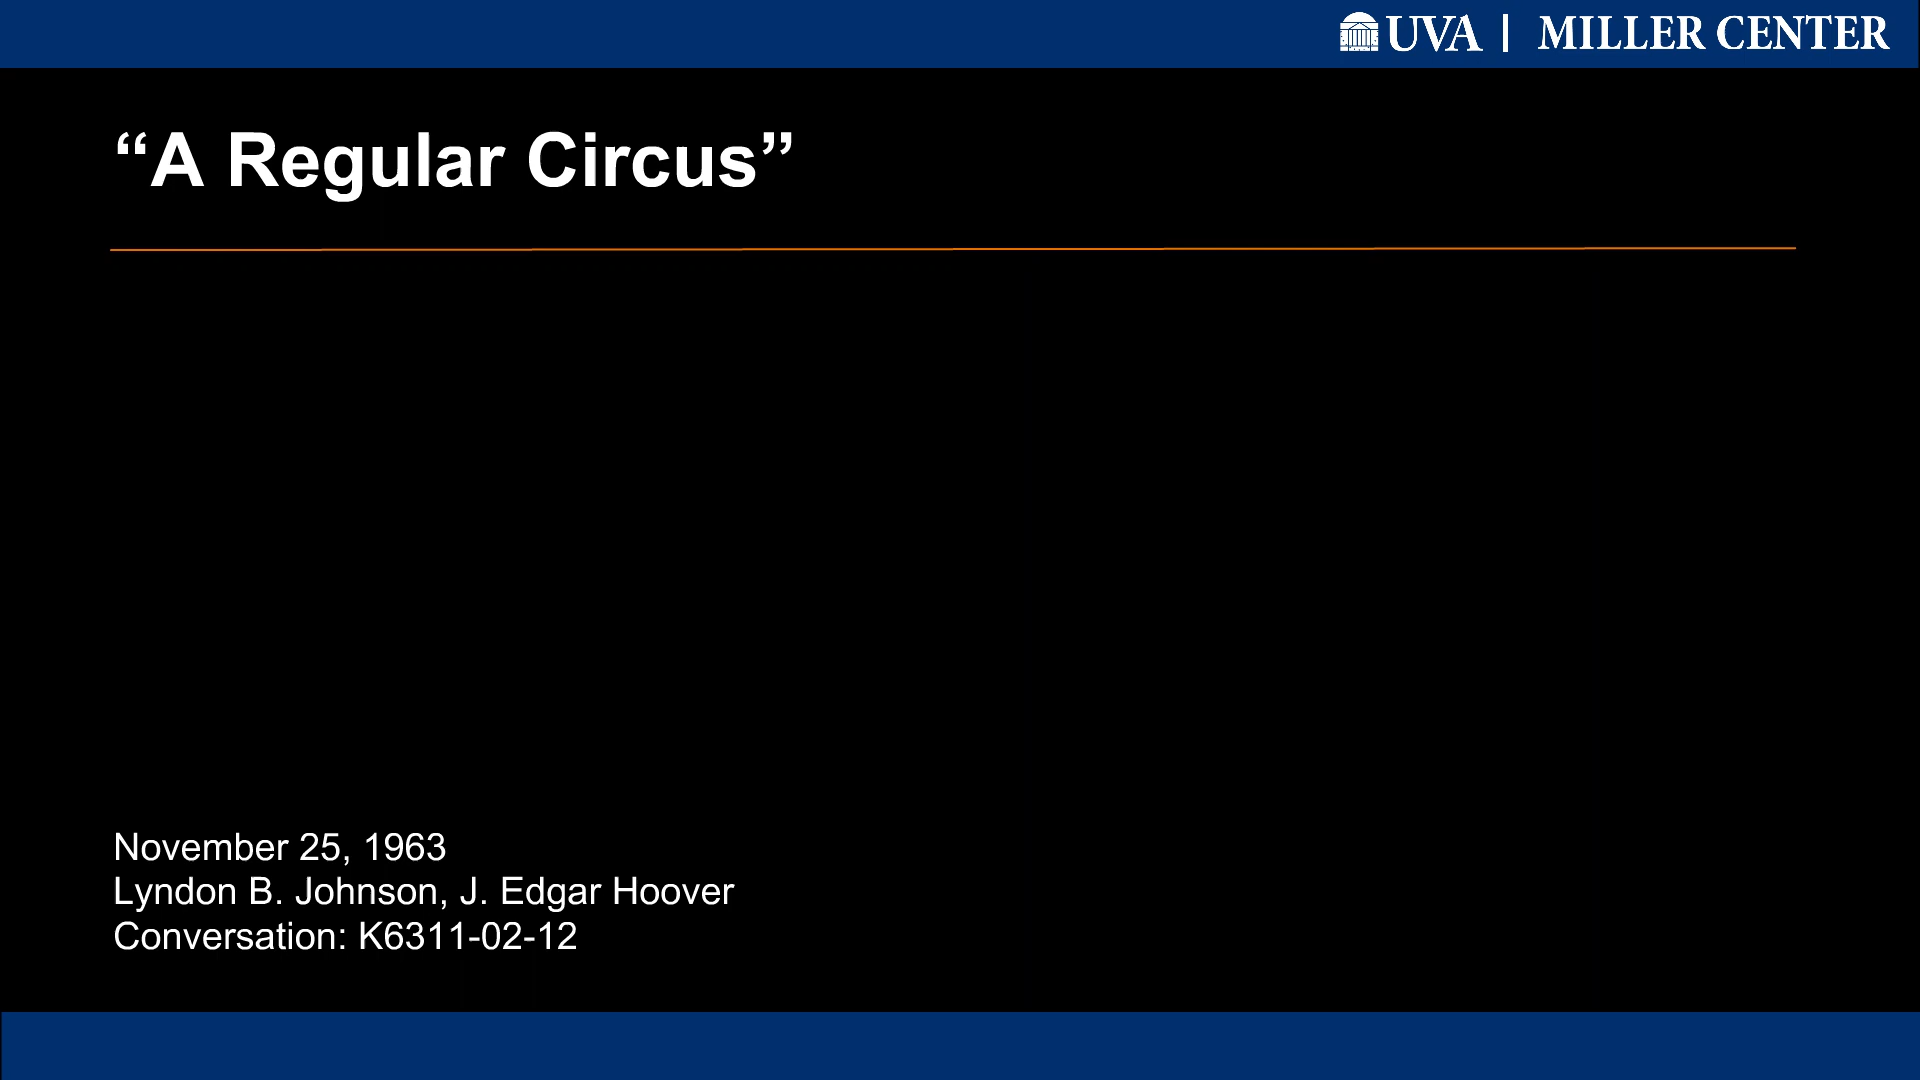 UVA | MILLER CENTER
“A Regular Circus”
November 25, 1963
Lyndon B. Johnson, J. Edgar Hoover
Conversation: K6311-02-12